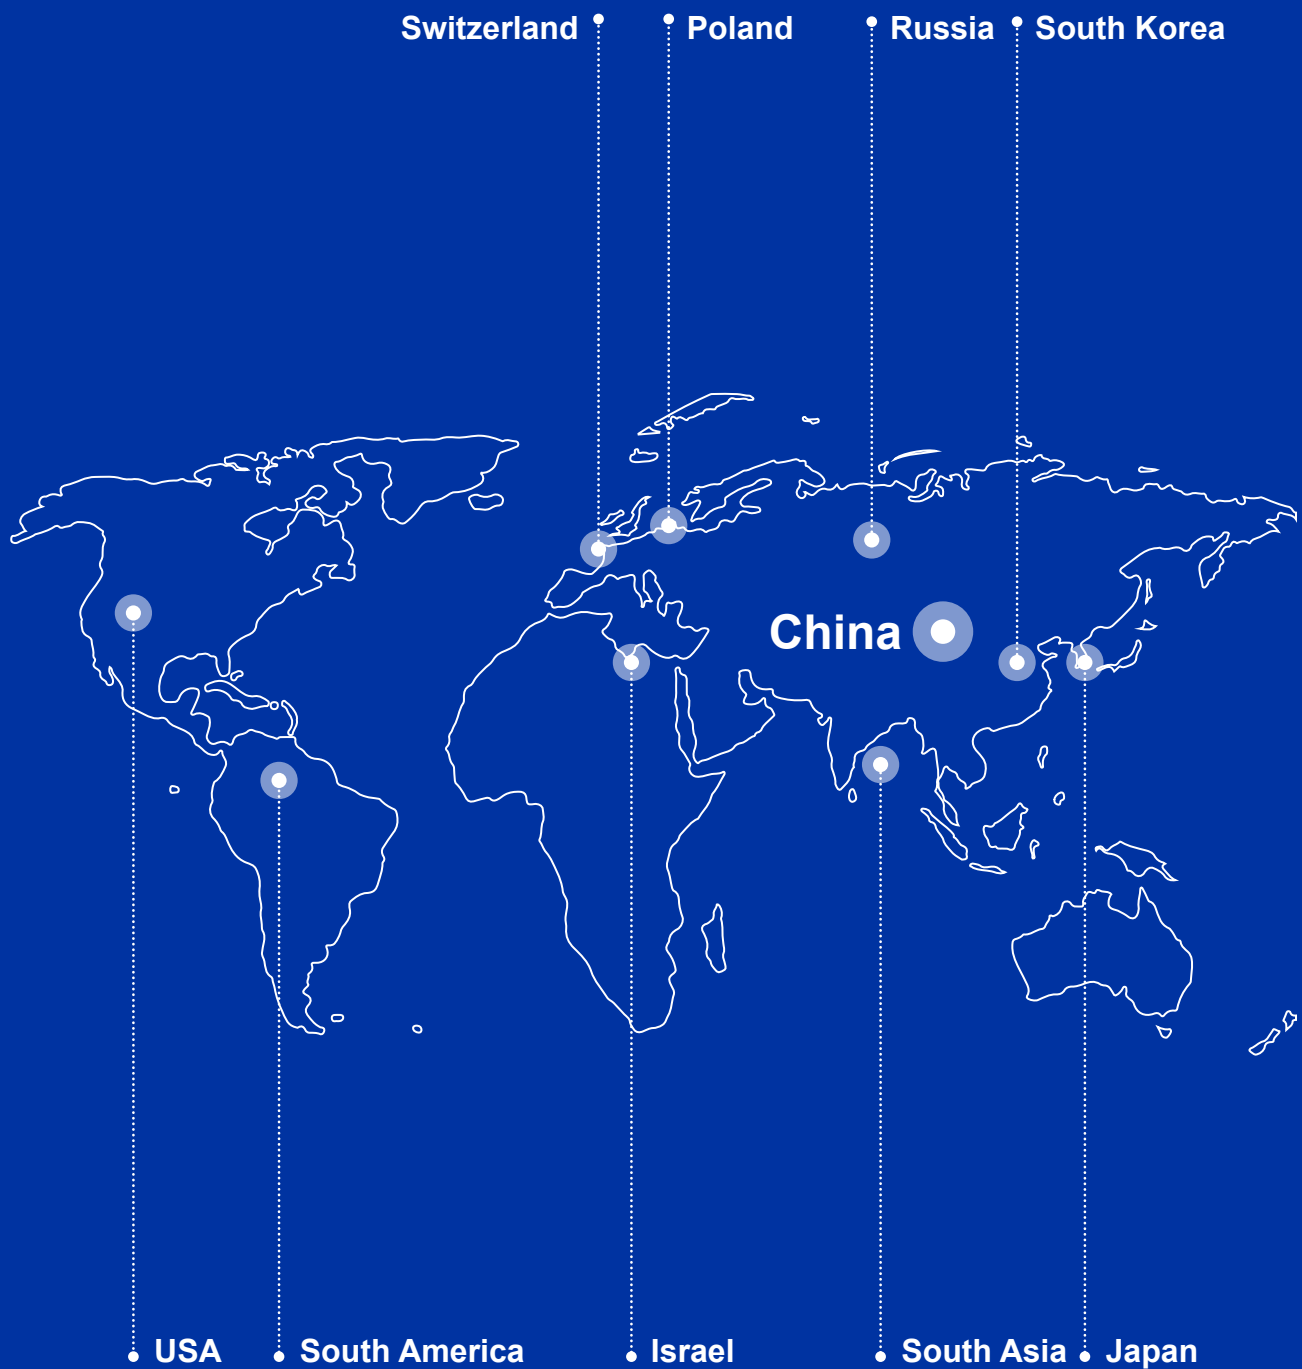 Switzerland
Poland
Russia
South Korea
China
USA
South America
Israel
South Asia
Japan